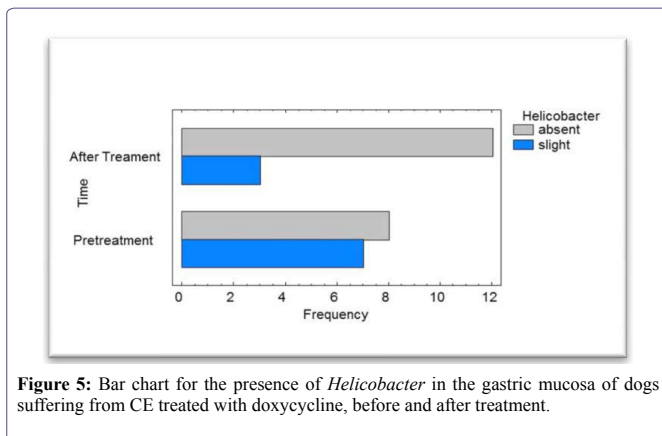 Helicobacter
absent
slight
After Treament
Time
Pretreatment
0 2 4 6 8 10 12
Frequency
Figure 5: Bar chart for the presence of Helicobacter in the gastric mucosa of dogs
suffering from CE treated with doxycycline, before and after treatment.